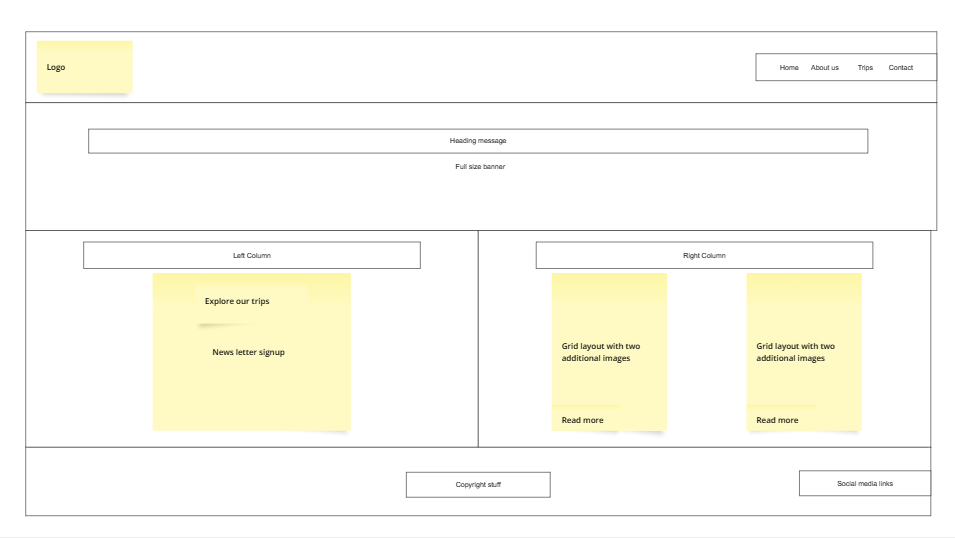 Logo
Home About us Trips Contact
Heading message
Full size banner
Left Column
Explore our trips
News letter signup
Right Column
Grid layout with two
additional images
Read more
Grid layout with two
additional images
Read more
Copyright stuff
Social media links